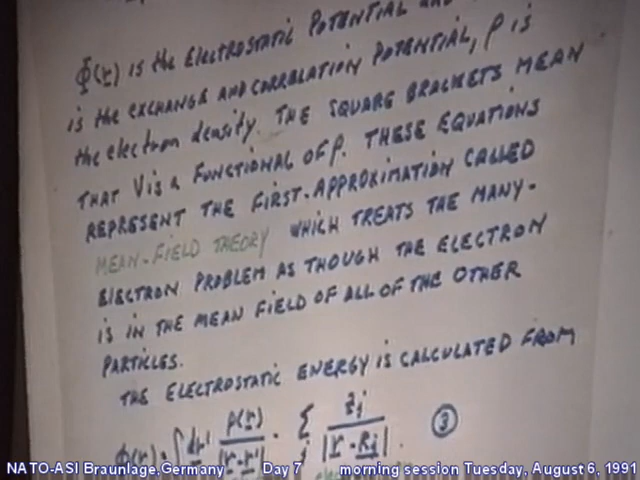 Φ(r) is the ELECTROSTATIC POTENTIAL AND
is the EXCHANGE AND CORRELATION POTENTIAL, ρ is
the electron density. THE SQUARE BRACKETS MEAN
THAT V is a FUNCTIONAL OF ρ. THESE EQUATIONS
REPRESENT THE FIRST-APPROXIMATION CALLED
MEAN-FIELD THEORY WHICH TREATS THE MANY-
ELECTRON PROBLEM AS THOUGH THE ELECTRON
IS IN THE MEAN FIELD OF ALL OF THE OTHER
PARTICLES.
THE ELECTROSTATIC ENERGY IS CALCULATED FROM
Φ(r) = ∫ dr' ρ(r) / |r - r'| - Σ j Zj / |r - Rj| . ③
NATO-ASI Braunlage,Germany Day 7 morning session Tuesday, August 6, 1991